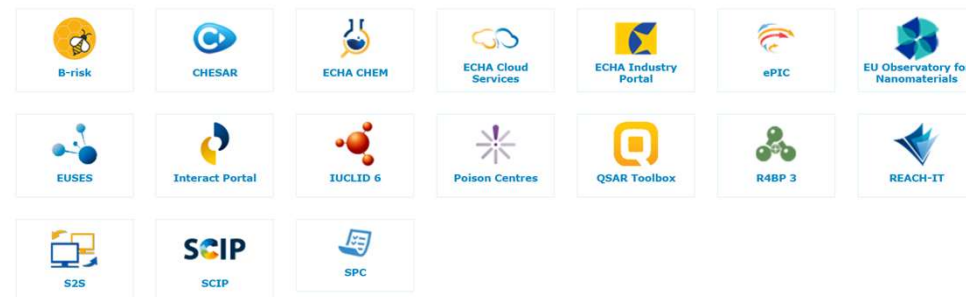 B-risk
CHESAR
ECHA CHEM
ECHA Cloud
Services
ECHA Industry
Portal
ePIC
EU Observatory fo
Nanomaterials
EUSES
Interact Portal
IUCLID 6
Poison Centres
QSAR Toolbox
R4BP 3
REACH-IT
S2S
SCIP
SCIP
SPC